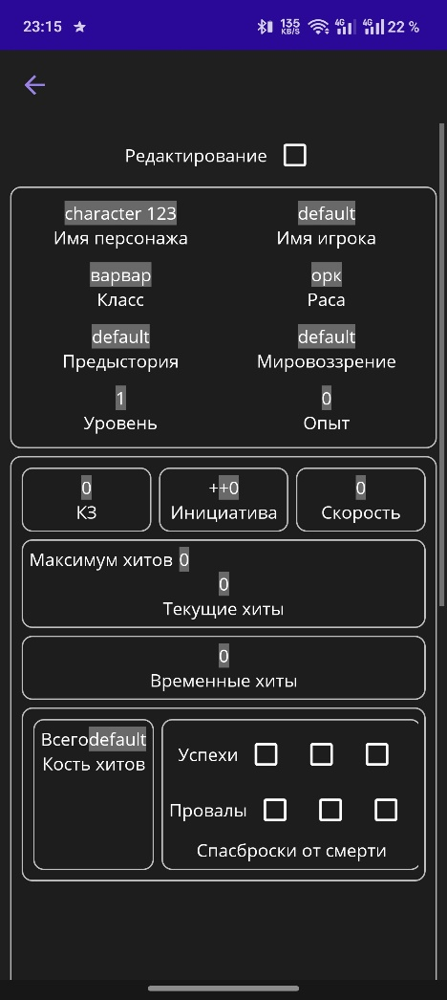 23:15 ★ 135 KB/S 4G 4G 22 %
Редактирование
character 123 default
Имя персонажа Имя игрока
варвар орк
Класс Раса
default default
Предыстория Мировоззрение
1 0
Уровень Опыт
0 ++0 0
КЗ Инициатива Скорость
Максимум хитов 0
0
Текущие хиты
0
Временные хиты
Всегоdefault
Кость хитов
Успехи
Провалы
Спасброски от смерти